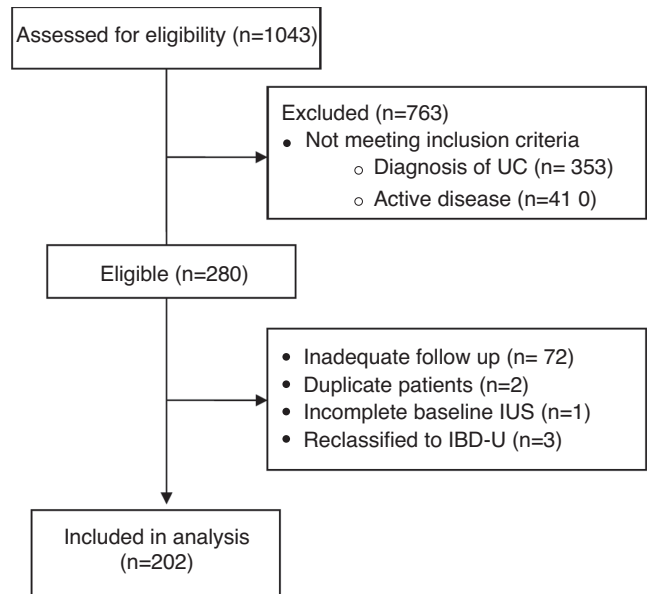 Assessed for eligibility (n=1043)
Excluded (n=763)
• Not meeting inclusion criteria
○ Diagnosis of UC (n= 353)
○ Active disease (n=41 0)
Eligible (n=280)
• Inadequate follow up (n= 72)
• Duplicate patients (n=2)
• Incomplete baseline IUS (n=1)
• Reclassified to IBD-U (n=3)
Included in analysis
(n=202)